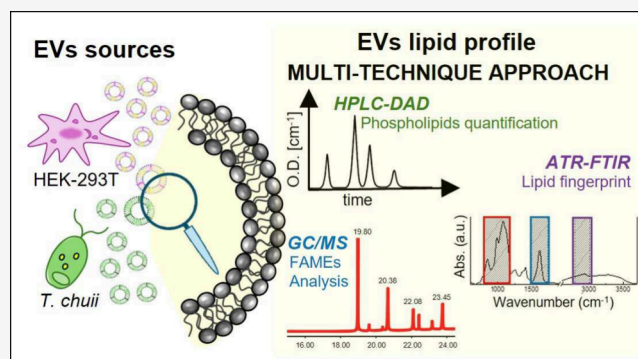 EVs sources
HEK-293T
T. chuii
EVs lipid profile
MULTI-TECHNIQUE APPROACH
HPLC-DAD
Phospholipids quantification
O.D. [cm⁻¹]
time
ATR-FTIR
Lipid fingerprint
Abs. (a.u.)
1000 1500 3000 3500
Wavenumber (cm⁻¹)
GC/MS
FAMEs
Analysis
19.80
20.36
22.08
23.45
16.00 18.00 20.00 22.00 24.00